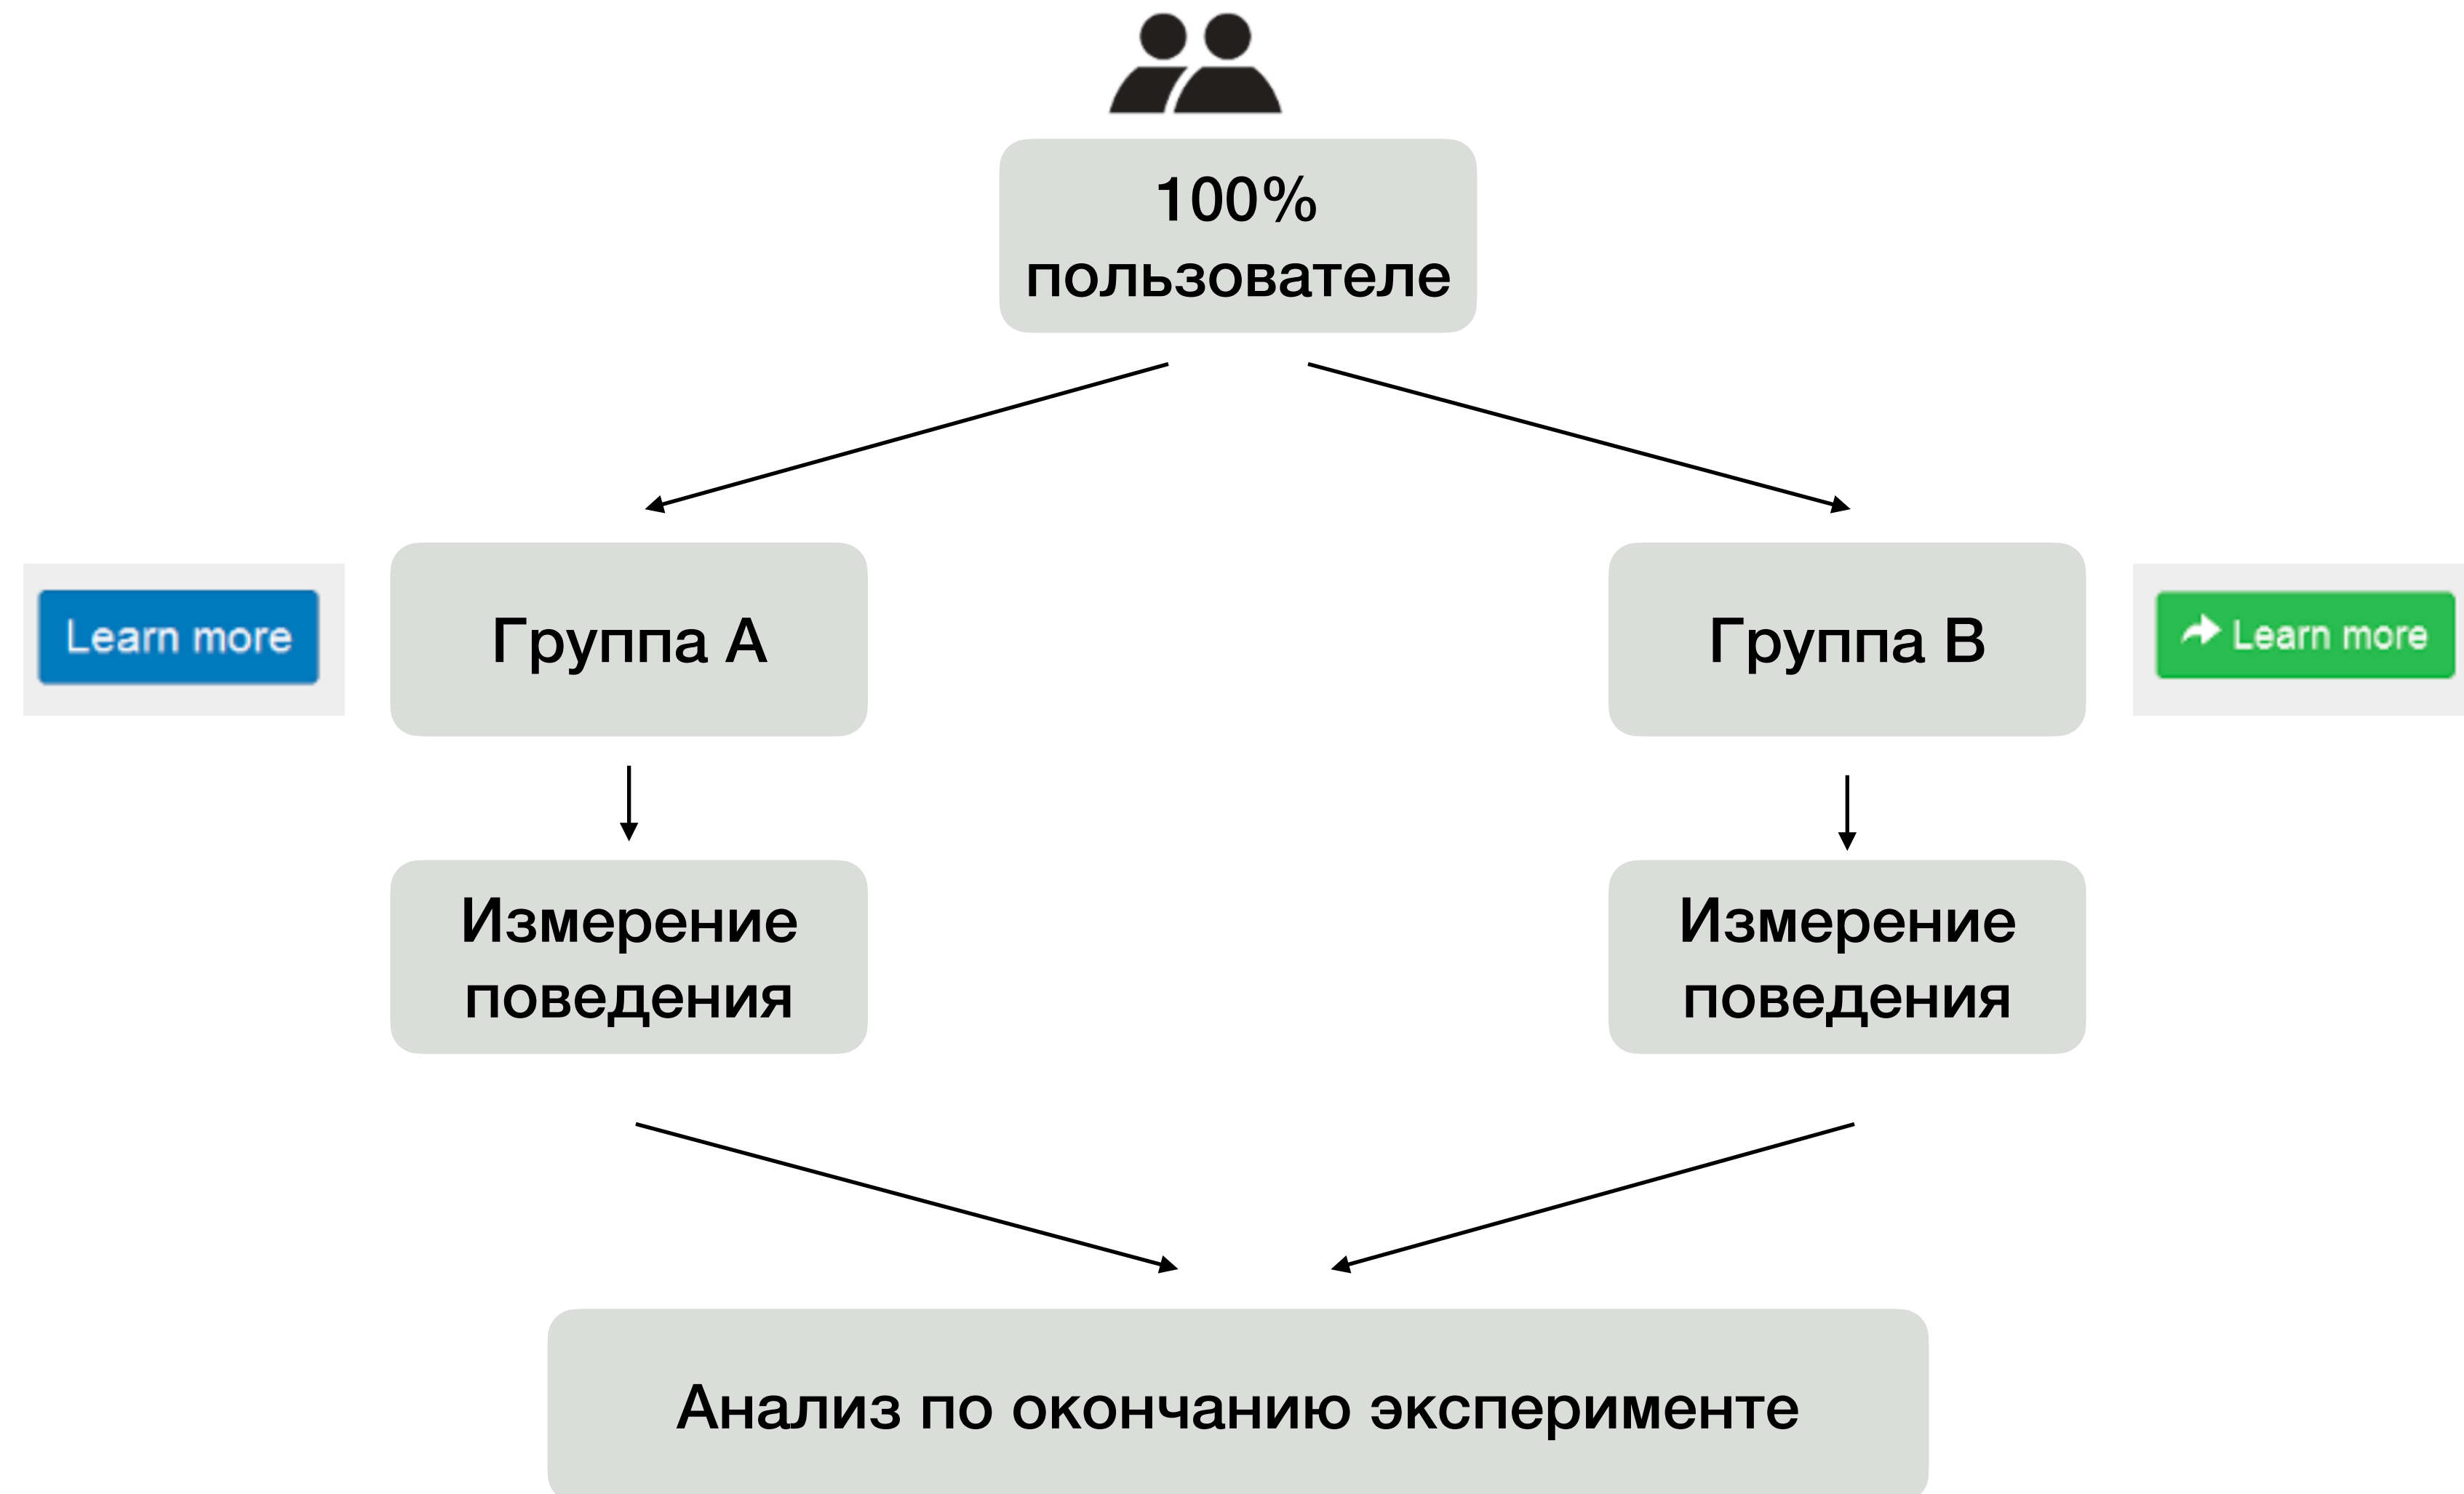 100%
пользователе
Learn more
Группа А
Группа В
Learn more
Измерение
поведения
Измерение
поведения
Анализ по окончанию эксперименте